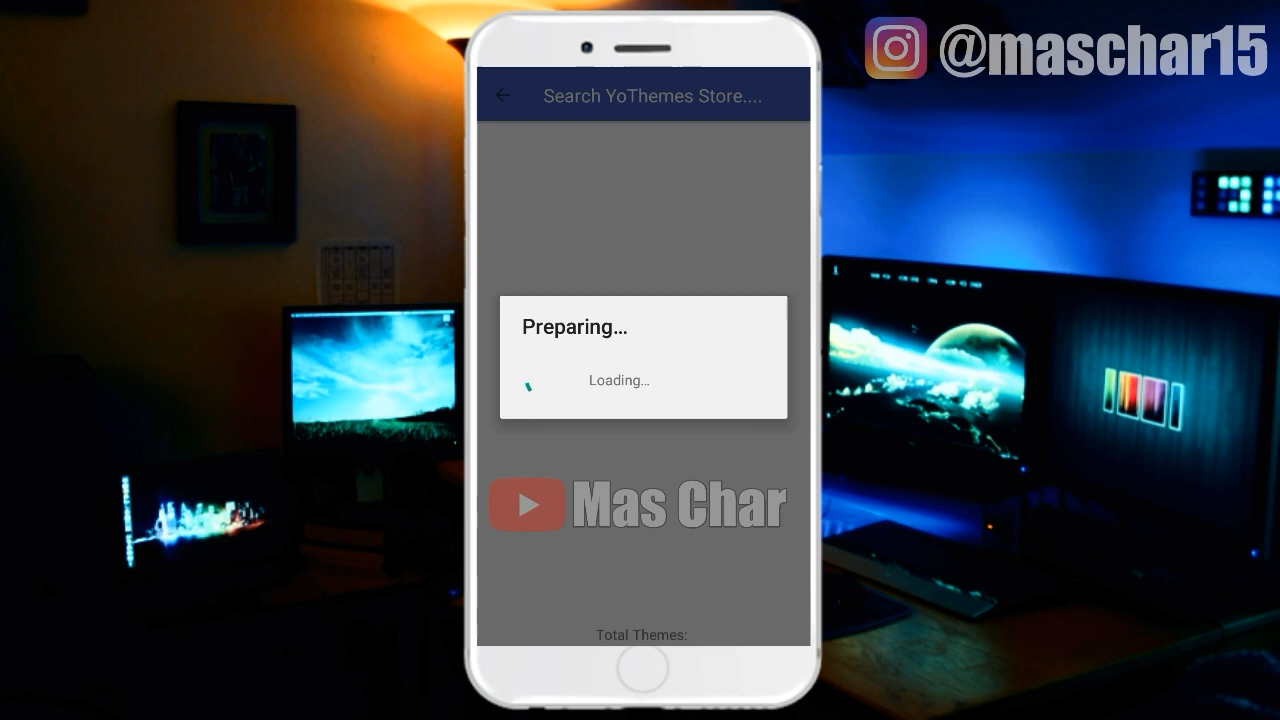 @maschar15
Search YoThemes Store....
Preparing...
Loading...
Mas Char
Total Themes: